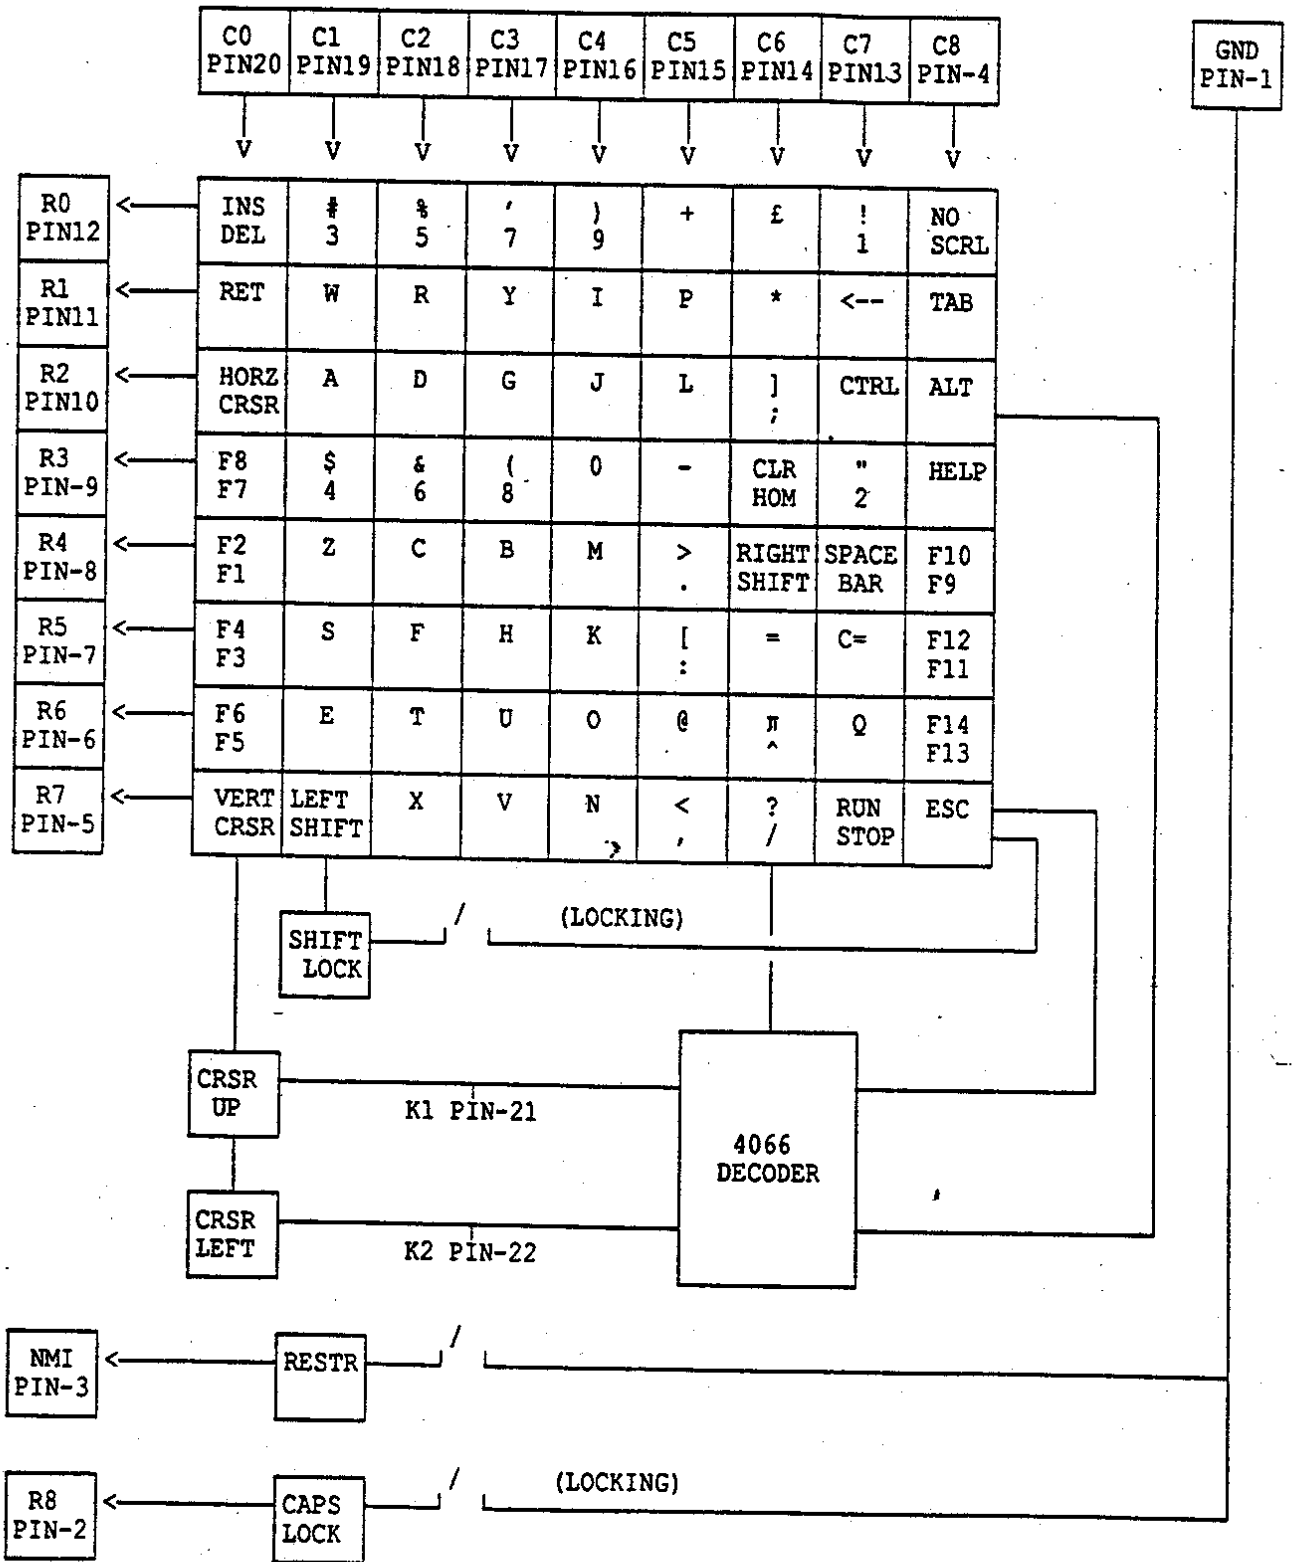 C0 C1 C2 C3 C4 C5 C6 C7 C8 GND
PIN20 PIN19 PIN18 PIN17 PIN16 PIN15 PIN14 PIN13 PIN-4 PIN-1
V V V V V V V V V
R0 <— INS # % ' ) + £ ! NO
PIN12 DEL 3 5 7 9 1 SCRL
R1 <— RET W R Y I P * <-- TAB
PIN11
R2 <— HORZ A D G J L ] CTRL ALT
PIN10 CRSR ;
R3 <— F8 $ & ( 0 - CLR " HELP
PIN-9 F7 4 6 8 HOM 2
R4 <— F2 Z C B M > RIGHT SPACE F10
PIN-8 F1 . SHIFT BAR F9
R5 <— F4 S F H K [ = C= F12
PIN-7 F3 : F11
R6 <— F6 E T U O @ π Q F14
PIN-6 F5 ^ F13
R7 <— VERT LEFT X V N < ? RUN ESC
PIN-5 CRSR SHIFT , / STOP
/ (LOCKING)
SHIFT
LOCK
CRSR
UP
K1 PIN-21
4066
DECODER
CRSR
LEFT
K2 PIN-22
/
NMI <— RESTR
PIN-3
/ (LOCKING)
R8 <— CAPS
PIN-2 LOCK